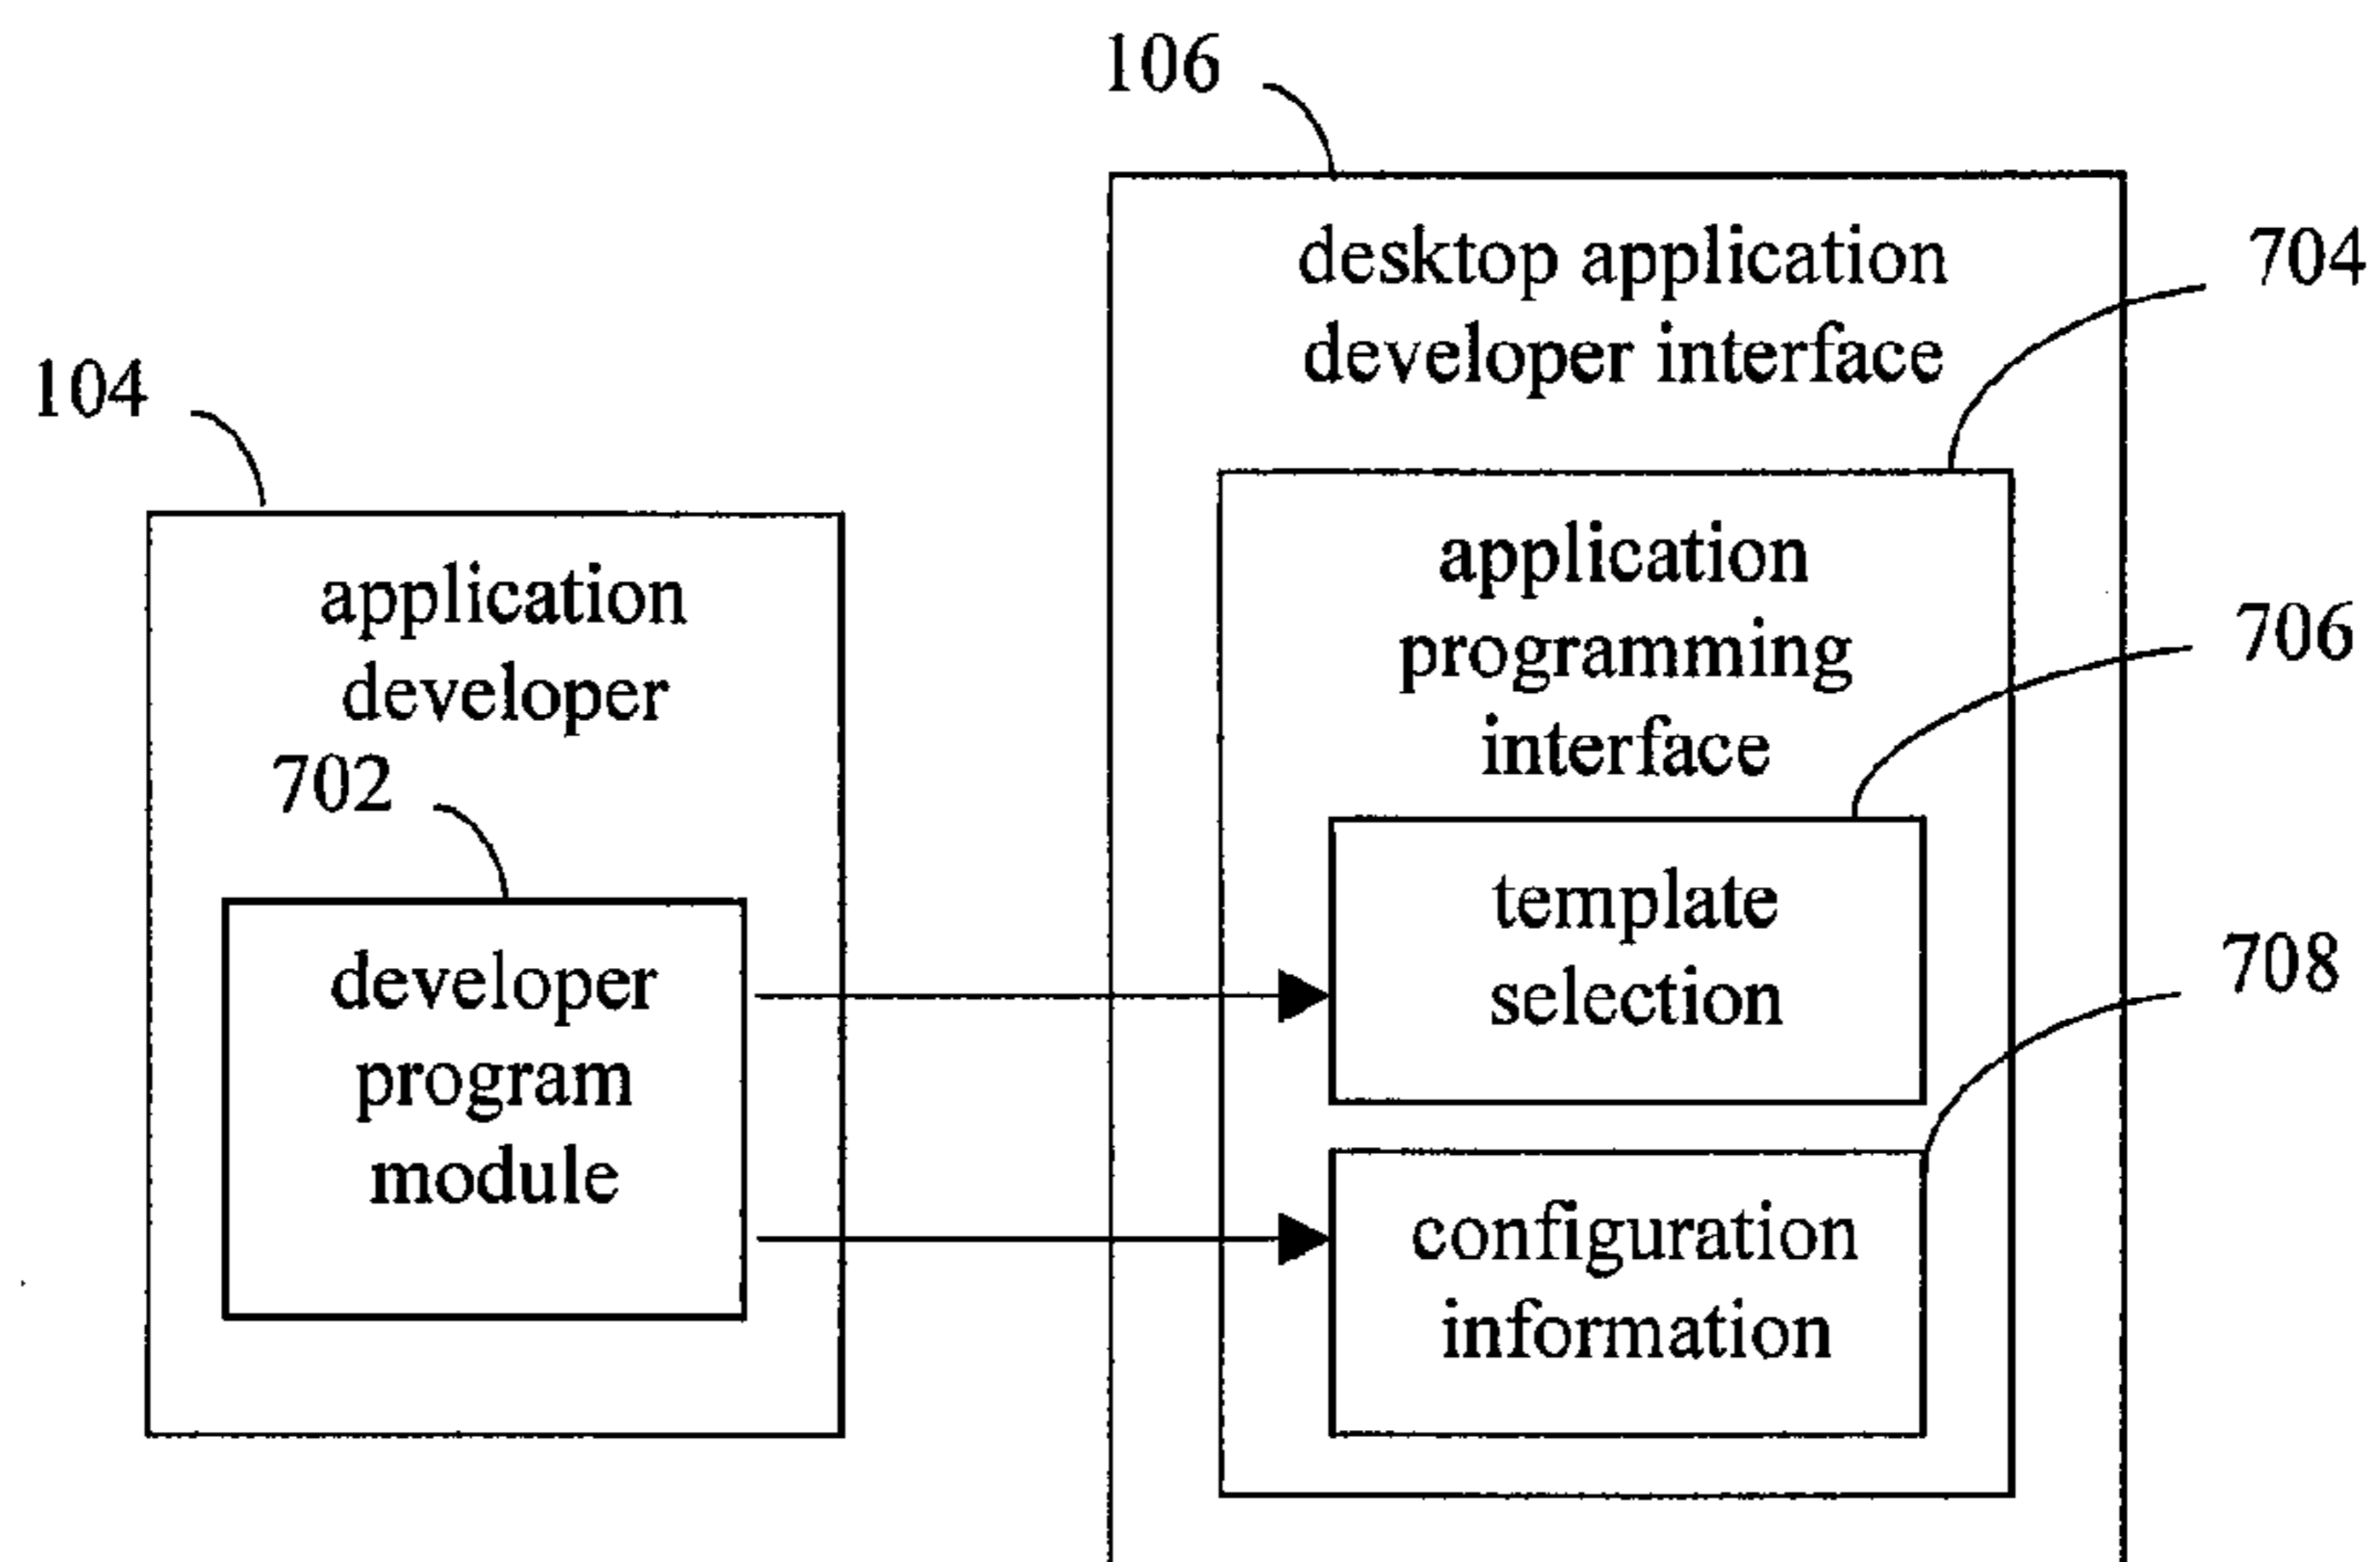 106
desktop application
developer interface
704
104
application
developer
application
programming
interface
706
702
template
selection
developer
program
module
708
configuration
information